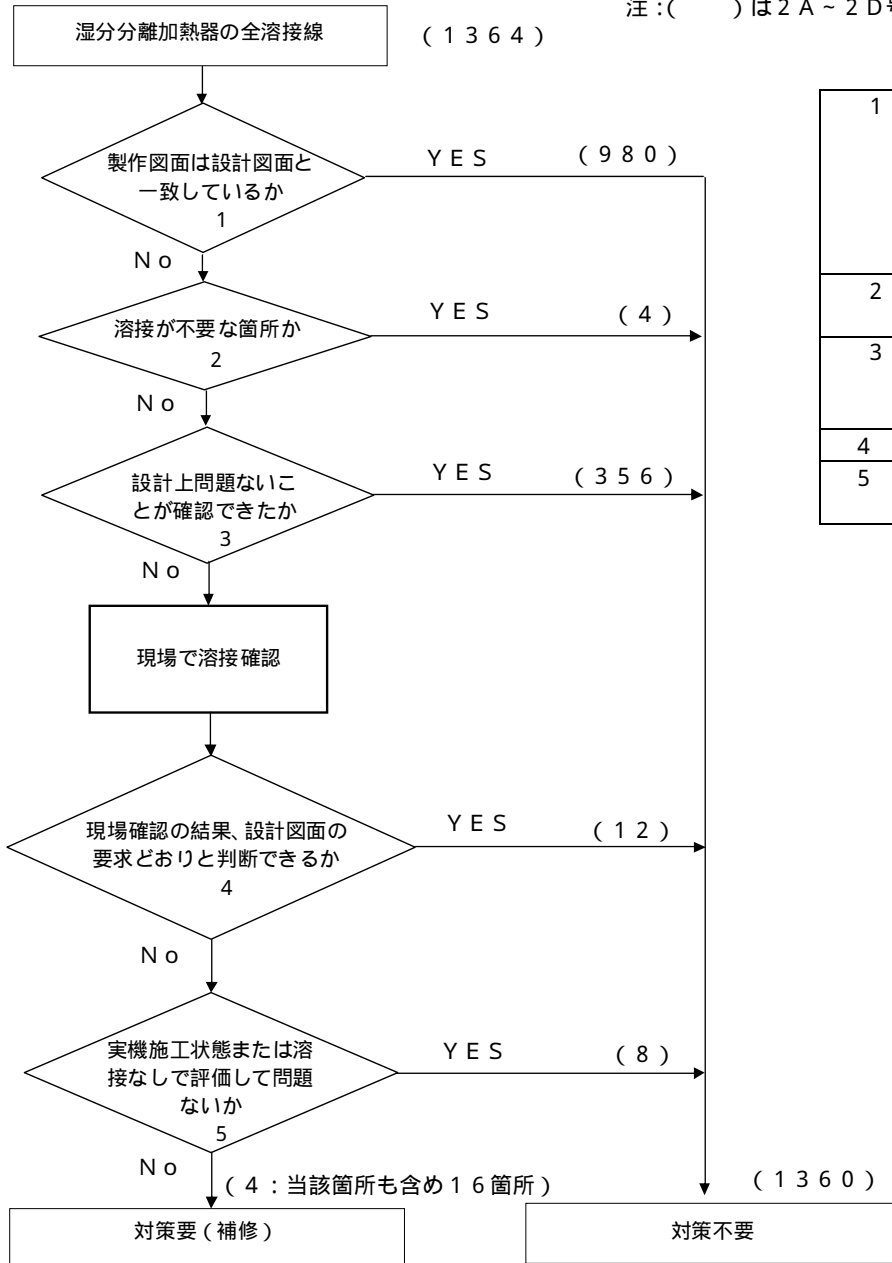 注:(　　)は2A~2D
湿分分離加熱器の全溶接線
(1364)
製作図面は設計図面と
一致しているか
1
YES (980)
No
溶接が不要な箇所か
2
YES (4)
No
設計上問題ないこ
とが確認できたか
3
YES (356)
No
現場で溶接確認
現場確認の結果、設計図面の
要求どおりと判断できるか
4
YES (12)
No
実機施工状態または溶
接なしで評価して問題
ないか
5
YES (8)
No
(4:当該箇所も含め16箇所)
(1360)
対策要(補修)
対策不要
1
2
3
4
5